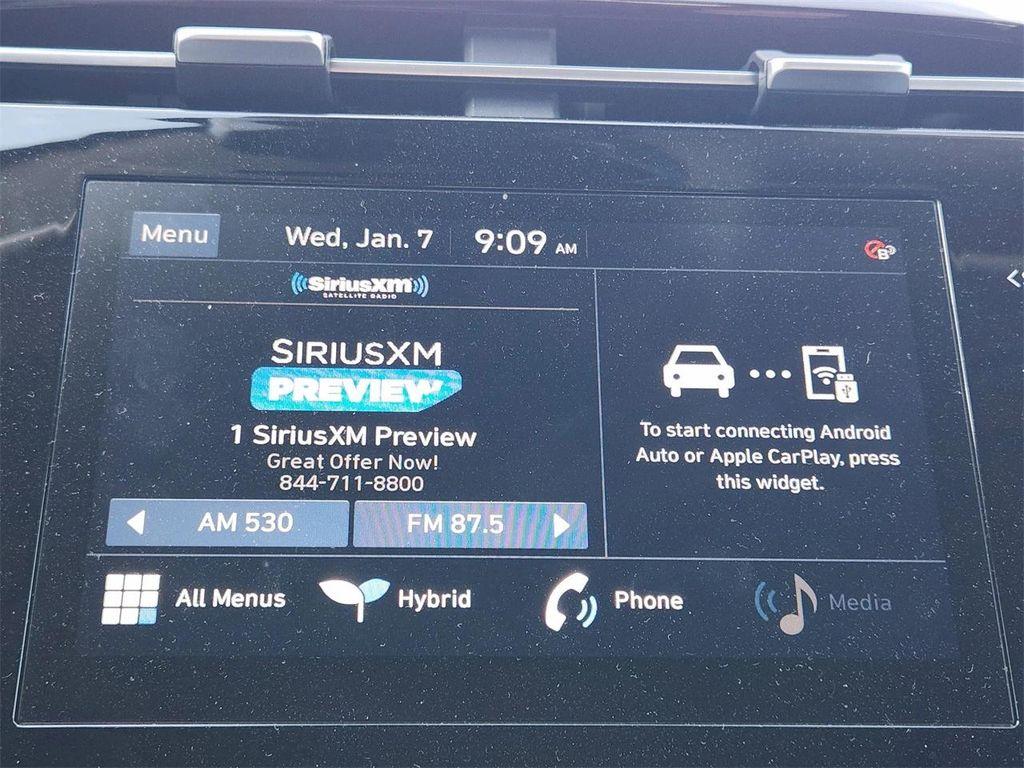 Menu
Wed, Jan. 7
9:09 AM
B
SiriusXM
SATELLITE RADIO
SIRIUSXM
PREVIEW
1 SiriusXM Preview
Great Offer Now!
844-711-8800
AM 530
FM 87.5
To start connecting Android
Auto or Apple CarPlay, press
this widget.
All Menus
Hybrid
Phone
Media